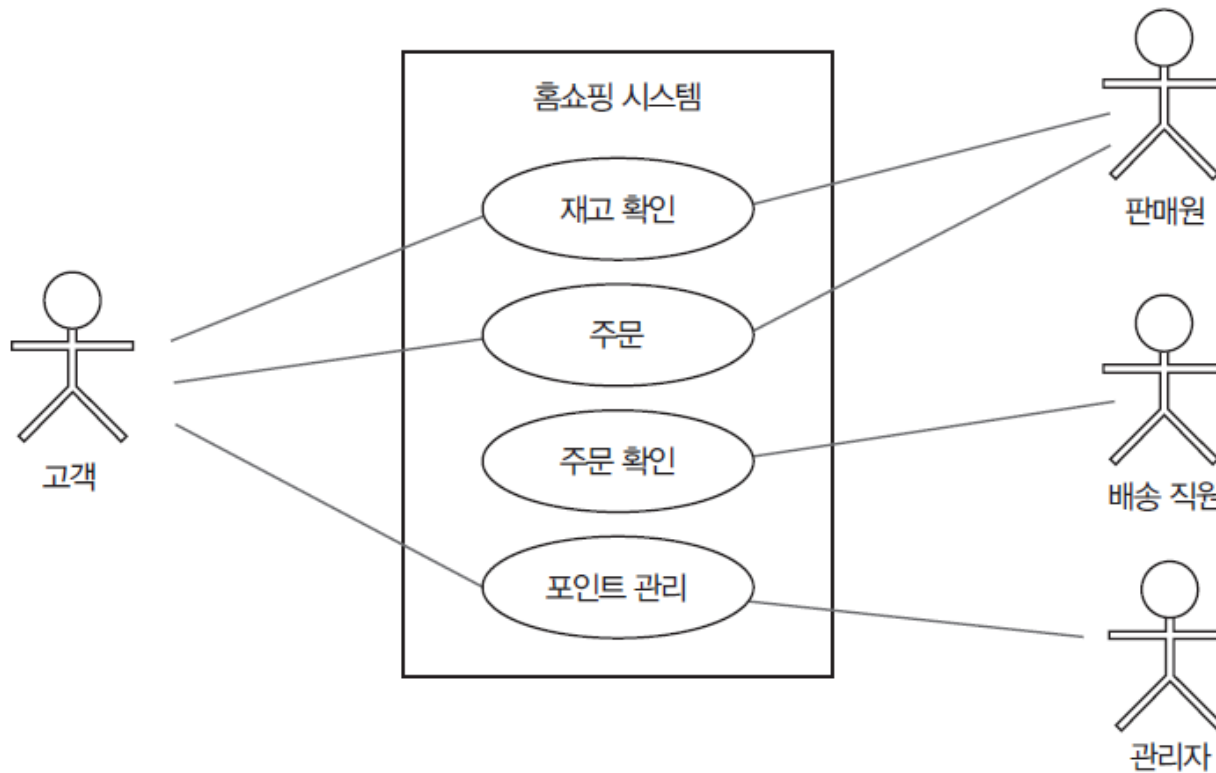 홈쇼핑 시스템
재고 확인
주문
주문 확인
포인트 관리
고객
판매원
배송 직원
관리자